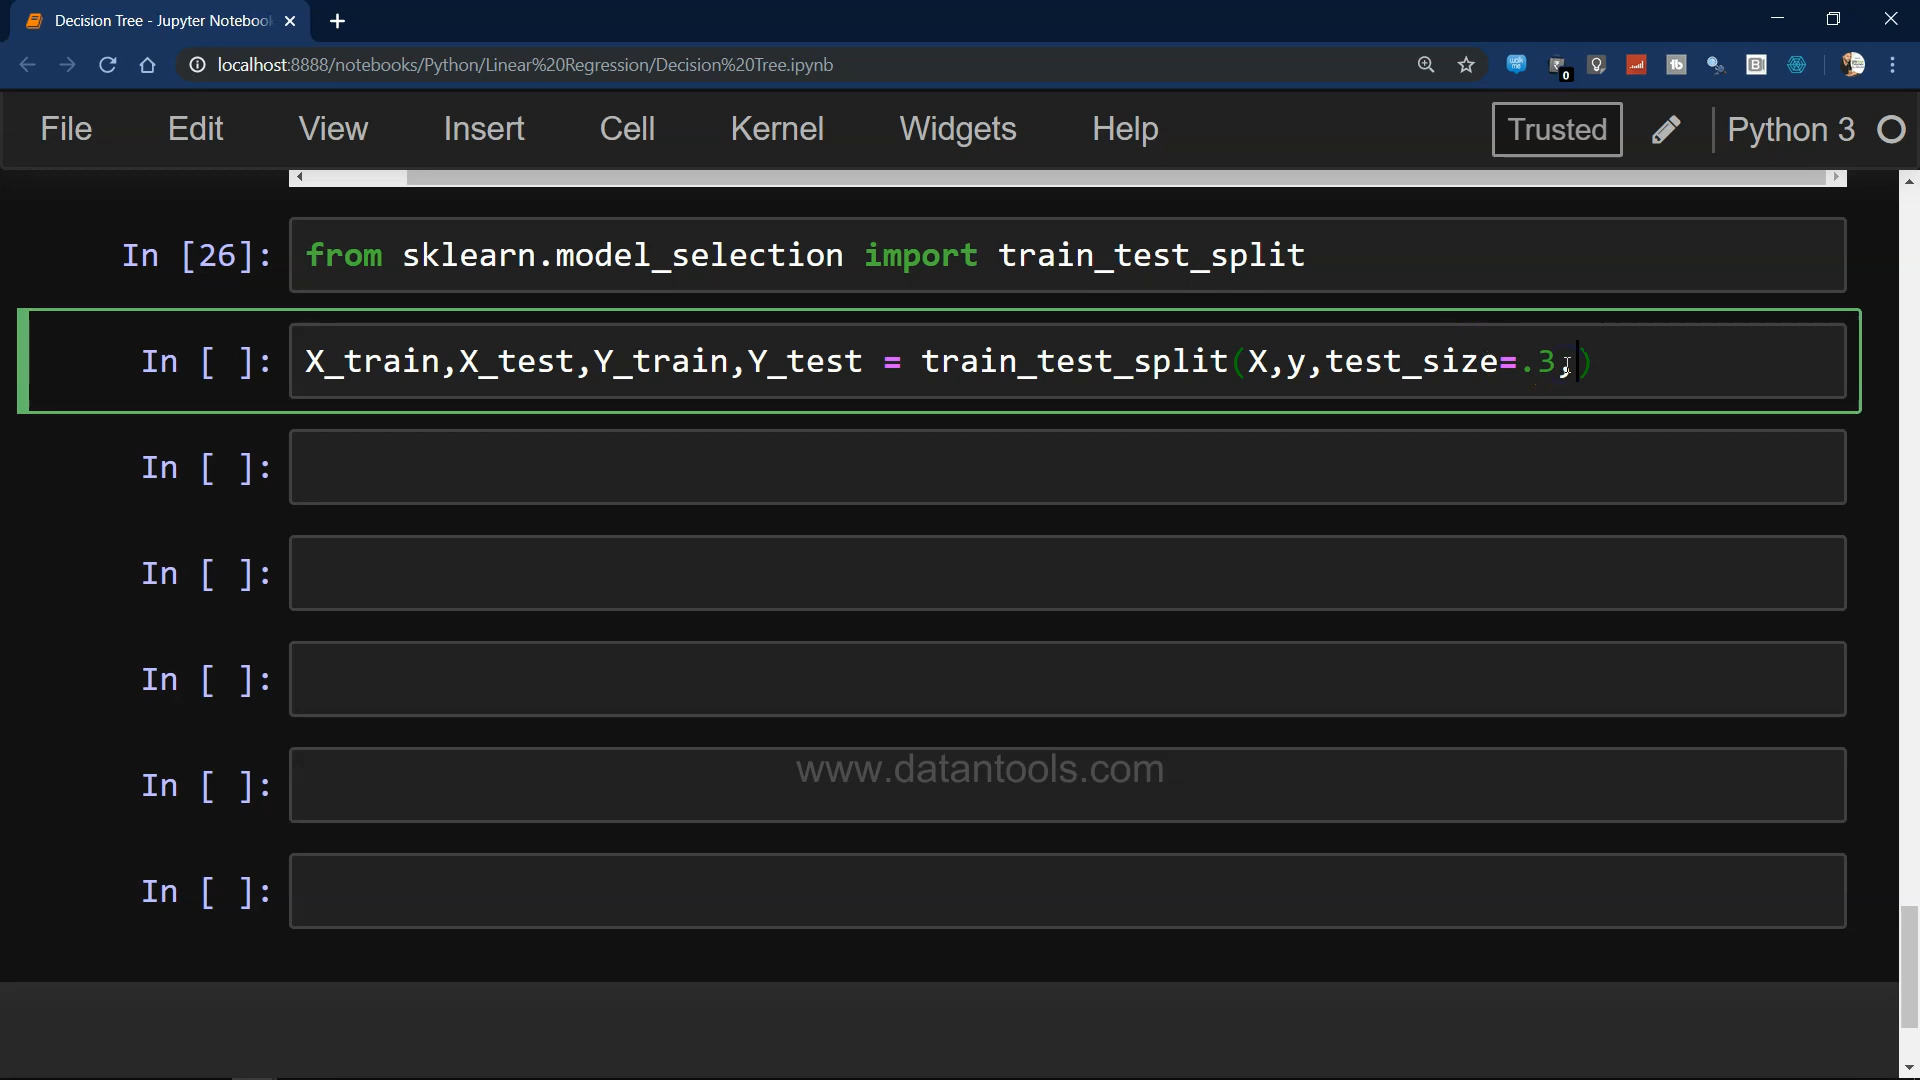 Decision Tree - Jupyter Noteboo
localhost:8888/notebooks/Python/Linear%20Regression/Decision%20Tree.ipynb
0
File Edit View Insert Cell Kernel Widgets Help Trusted Python 3
In [26]: from sklearn.model_selection import train_test_split
In [ ]: X_train,X_test,Y_train,Y_test = train_test_split(X,y,test_size=.3,)
In [ ]:
In [ ]:
In [ ]:
In [ ]:
www.datantools.com
In [ ]: